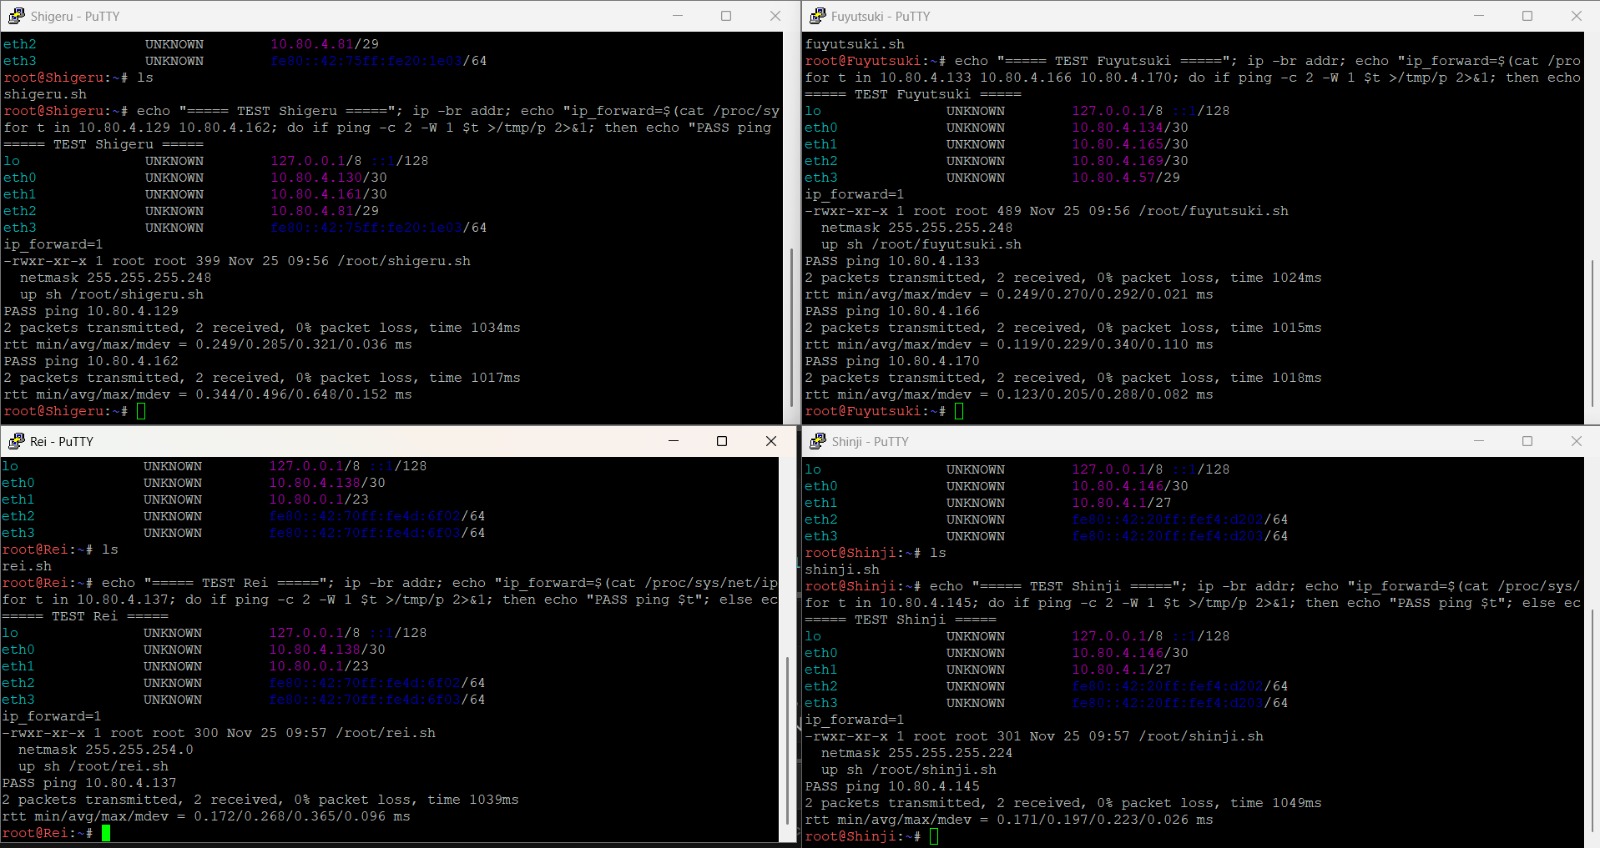 Shigeru - PuTTY
eth2 UNKNOWN 10.80.4.81/29
eth3 UNKNOWN fe80::42:75ff:fe20:1e03/64
root@Shigeru:~# ls
shigeru.sh
root@Shigeru:~# echo "===== TEST Shigeru ====="; ip -br addr; echo "ip_forward=$(cat /proc/sy
for t in 10.80.4.129 10.80.4.162; do if ping -c 2 -W 1 $t >/tmp/p 2>&1; then echo "PASS ping
===== TEST Shigeru =====
lo UNKNOWN 127.0.0.1/8 ::1/128
eth0 UNKNOWN 10.80.4.130/30
eth1 UNKNOWN 10.80.4.161/30
eth2 UNKNOWN 10.80.4.81/29
eth3 UNKNOWN fe80::42:75ff:fe20:1e03/64
ip_forward=1
-rwxr-xr-x 1 root root 399 Nov 25 09:56 /root/shigeru.sh
netmask 255.255.255.248
up sh /root/shigeru.sh
PASS ping 10.80.4.129
2 packets transmitted, 2 received, 0% packet loss, time 1034ms
rtt min/avg/max/mdev = 0.249/0.285/0.321/0.036 ms
PASS ping 10.80.4.162
2 packets transmitted, 2 received, 0% packet loss, time 1017ms
rtt min/avg/max/mdev = 0.344/0.496/0.648/0.152 ms
root@Shigeru:~#
Fuyutsuki - PuTTY
fuyutsuki.sh
root@Fuyutsuki:~# echo "===== TEST Fuyutsuki ====="; ip -br addr; echo "ip_forward=$(cat /pro
for t in 10.80.4.133 10.80.4.166 10.80.4.170; do if ping -c 2 -W 1 $t >/tmp/p 2>&1; then echo
===== TEST Fuyutsuki =====
lo UNKNOWN 127.0.0.1/8 ::1/128
eth0 UNKNOWN 10.80.4.134/30
eth1 UNKNOWN 10.80.4.165/30
eth2 UNKNOWN 10.80.4.169/30
eth3 UNKNOWN 10.80.4.57/29
ip_forward=1
-rwxr-xr-x 1 root root 489 Nov 25 09:56 /root/fuyutsuki.sh
netmask 255.255.255.248
up sh /root/fuyutsuki.sh
PASS ping 10.80.4.133
2 packets transmitted, 2 received, 0% packet loss, time 1024ms
rtt min/avg/max/mdev = 0.249/0.270/0.292/0.021 ms
PASS ping 10.80.4.166
2 packets transmitted, 2 received, 0% packet loss, time 1015ms
rtt min/avg/max/mdev = 0.119/0.229/0.340/0.110 ms
PASS ping 10.80.4.170
2 packets transmitted, 2 received, 0% packet loss, time 1018ms
rtt min/avg/max/mdev = 0.123/0.205/0.288/0.082 ms
root@Fuyutsuki:~#
Rei - PuTTY
lo UNKNOWN 127.0.0.1/8 ::1/128
eth0 UNKNOWN 10.80.4.138/30
eth1 UNKNOWN 10.80.0.1/23
eth2 UNKNOWN fe80::42:70ff:fe4d:6f02/64
eth3 UNKNOWN fe80::42:70ff:fe4d:6f03/64
root@Rei:~# ls
rei.sh
root@Rei:~# echo "===== TEST Rei ====="; ip -br addr; echo "ip_forward=$(cat /proc/sys/net/ip
for t in 10.80.4.137; do if ping -c 2 -W 1 $t >/tmp/p 2>&1; then echo "PASS ping $t"; else ec
===== TEST Rei =====
lo UNKNOWN 127.0.0.1/8 ::1/128
eth0 UNKNOWN 10.80.4.138/30
eth1 UNKNOWN 10.80.0.1/23
eth2 UNKNOWN fe80::42:70ff:fe4d:6f02/64
eth3 UNKNOWN fe80::42:70ff:fe4d:6f03/64
ip_forward=1
-rwxr-xr-x 1 root root 300 Nov 25 09:57 /root/rei.sh
netmask 255.255.254.0
up sh /root/rei.sh
PASS ping 10.80.4.137
2 packets transmitted, 2 received, 0% packet loss, time 1039ms
rtt min/avg/max/mdev = 0.172/0.268/0.365/0.096 ms
root@Rei:~#
Shinji - PuTTY
lo UNKNOWN 127.0.0.1/8 ::1/128
eth0 UNKNOWN 10.80.4.146/30
eth1 UNKNOWN 10.80.4.1/27
eth2 UNKNOWN fe80::42:20ff:fef4:d202/64
eth3 UNKNOWN fe80::42:20ff:fef4:d203/64
root@Shinji:~# ls
shinji.sh
root@Shinji:~# echo "===== TEST Shinji ====="; ip -br addr; echo "ip_forward=$(cat /proc/sys/
for t in 10.80.4.145; do if ping -c 2 -W 1 $t >/tmp/p 2>&1; then echo "PASS ping $t"; else ec
===== TEST Shinji =====
lo UNKNOWN 127.0.0.1/8 ::1/128
eth0 UNKNOWN 10.80.4.146/30
eth1 UNKNOWN 10.80.4.1/27
eth2 UNKNOWN fe80::42:20ff:fef4:d202/64
eth3 UNKNOWN fe80::42:20ff:fef4:d203/64
ip_forward=1
-rwxr-xr-x 1 root root 301 Nov 25 09:57 /root/shinji.sh
netmask 255.255.255.224
up sh /root/shinji.sh
PASS ping 10.80.4.145
2 packets transmitted, 2 received, 0% packet loss, time 1049ms
rtt min/avg/max/mdev = 0.171/0.197/0.223/0.026 ms
root@Shinji:~#